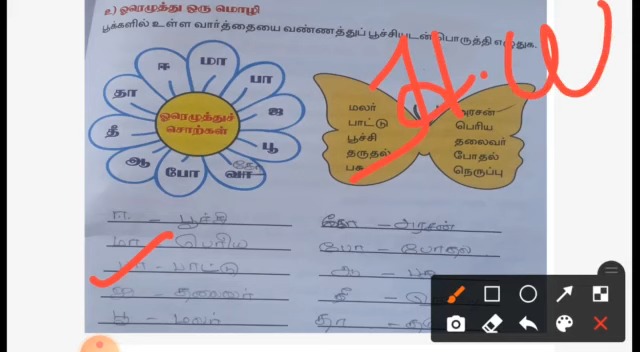 உ) ஓரெழுத்து ஒரு மொழி
பூக்களில் உள்ள வார்த்தையை வண்ணத்துப் பூச்சியுடன் பொருத்தி எழுதுக.
H.W
ஈ
மா
பா
ஐ
பூ
வா
போ
ஆ
தீ
தா
ஓரெழுத்துச்
சொற்கள்
மலர்
பாட்டு
பூச்சி
தருதல்
பசு
அரசன்
பெரிய
தலைவர்
போதல்
நெருப்பு
ஈ - பூச்சி
மா - பெரிய
பா - பாட்டு
ஐ - தலைவர்
பூ - மலர்
- அரசன்
போ - போதல்
ஆ -
தீ -
தா -